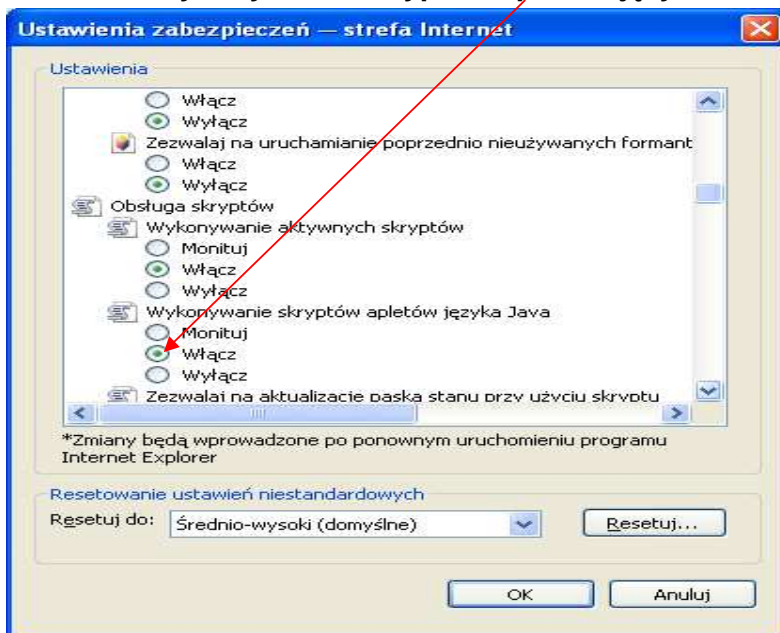 Ustawienia zabezpieczeń — strefa Internet
Ustawienia
Włącz
Wyłącz
Zezwalaj na uruchamianie poprzednio nieużywanych formant
Włącz
Wyłącz
Obsługa skryptów
Wykonywanie aktywnych skryptów
Monituj
Włącz
Wyłącz
Wykonywanie skryptów apletów języka Java
Monituj
Włącz
Wyłącz
Zezwalaj na aktualizację paska stanu przy użyciu skryptu
*Zmiany będą wprowadzone po ponownym uruchomieniu programu
Internet Explorer
Resetowanie ustawień niestandardowych
Resetuj do:
Średnio-wysoki (domyślne)
Resetuj...
OK
Anuluj